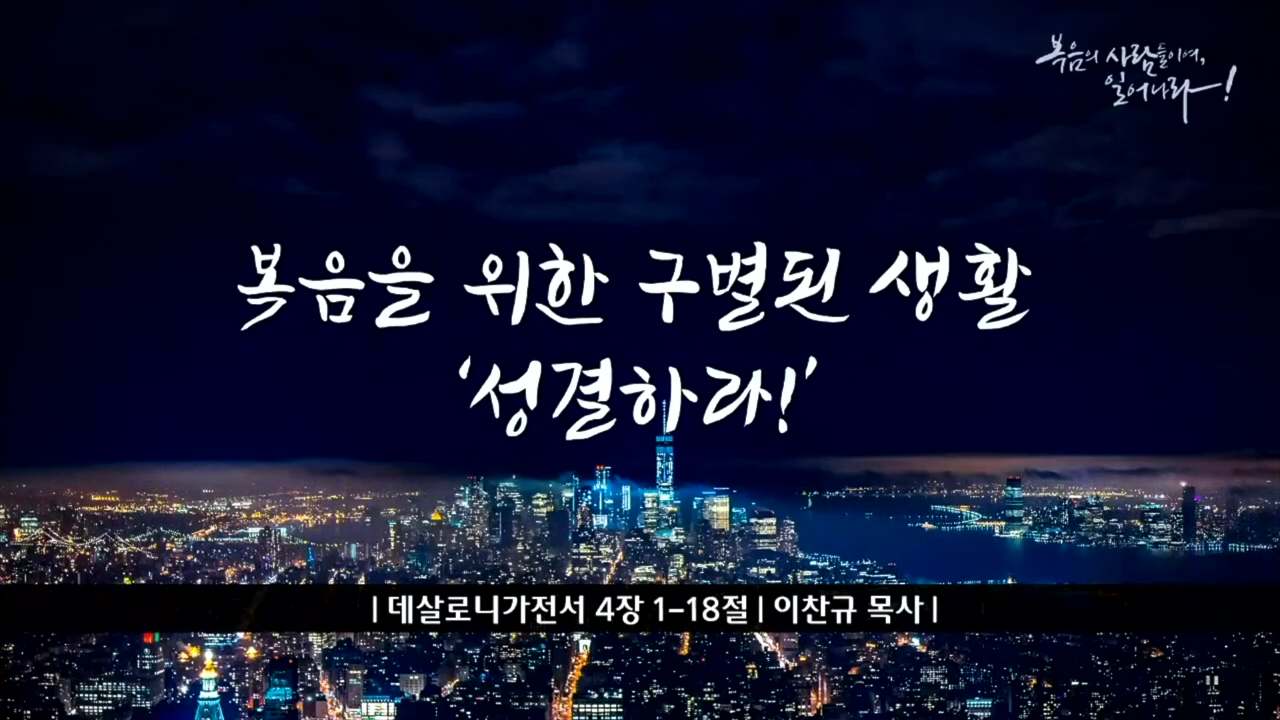 복음의 사람들이여,
일어나라!
복음을 위한 구별된 생활
'성결하라!'
| 데살로니가전서 4장 1-18절 | 이찬규 목사 |